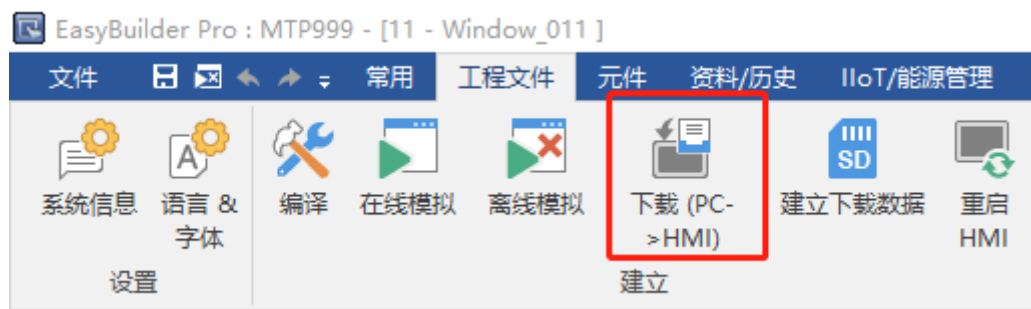 EasyBuilder Pro : MTP999 - [11 - Window_011 ]
文件 常用 工程文件 元件 资料/历史 IIoT/能源管理
系统信息 语言 & 编译 在线模拟 离线模拟 下载 (PC- 建立下载数据 重启
字体 >HMI) HMI
设置 建立
A
SD